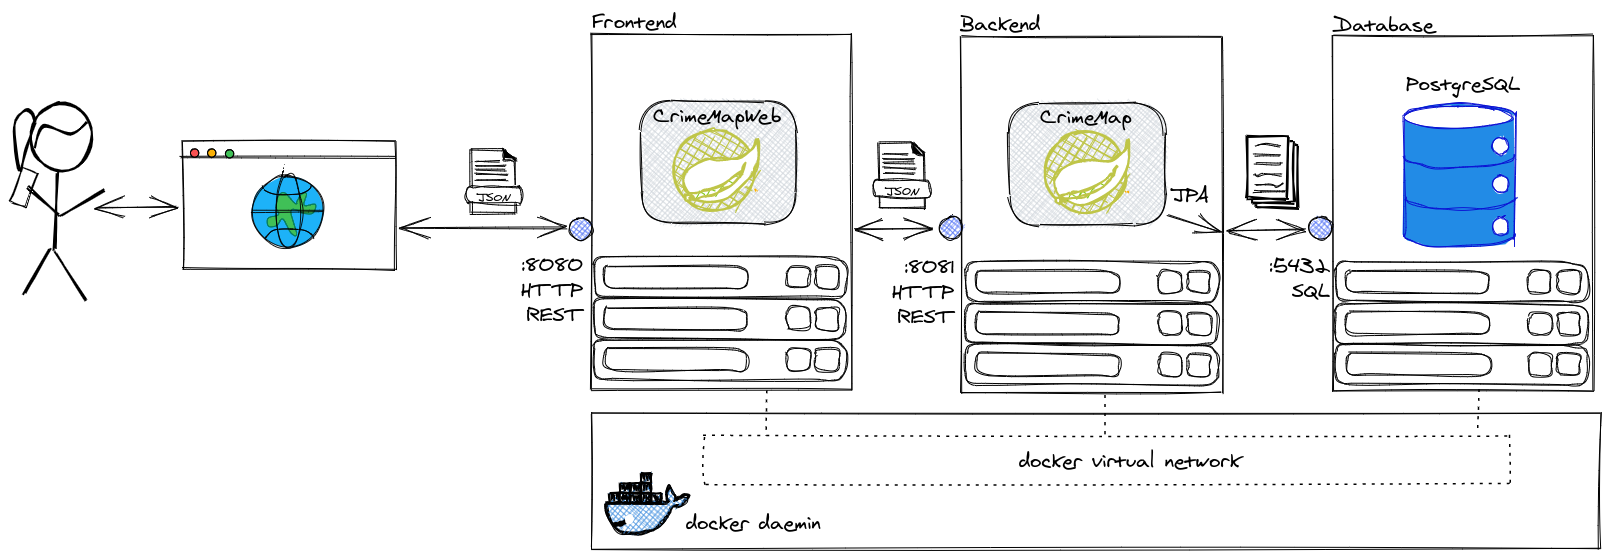 Frontend
Backend
Database
CrimeMapWeb
CrimeMap
PostgreSQL
JSON
JSON
JPA
:8080
HTTP
REST
:8081
HTTP
REST
:5432
SQL
docker virtual network
docker daemin